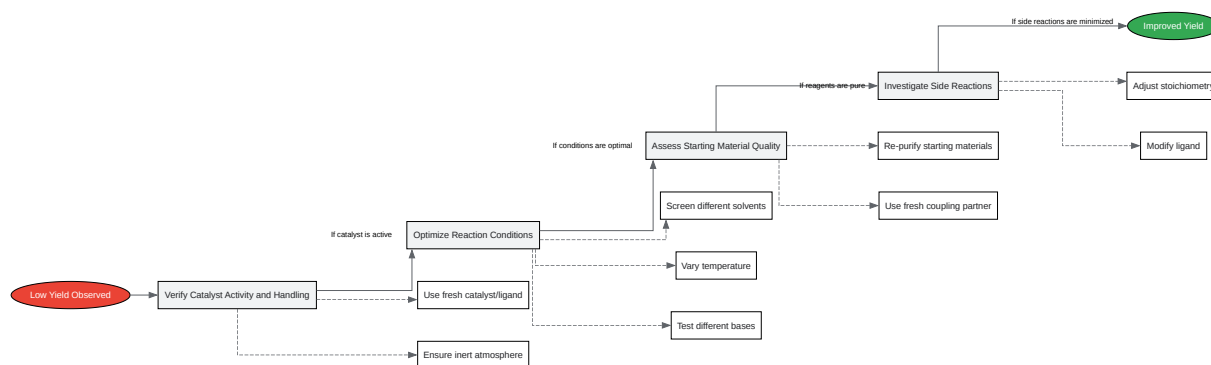 If side reactions are minimized
Improved Yield
If reagents are pure
Investigate Side Reactions
Adjust stoichiometry
If conditions are optimal
Assess Starting Material Quality
Re-purify starting materials
Modify ligand
Screen different solvents
Use fresh coupling partner
If catalyst is active
Optimize Reaction Conditions
Vary temperature
Low Yield Observed
Verify Catalyst Activity and Handling
Use fresh catalyst/ligand
Test different bases
Ensure inert atmosphere